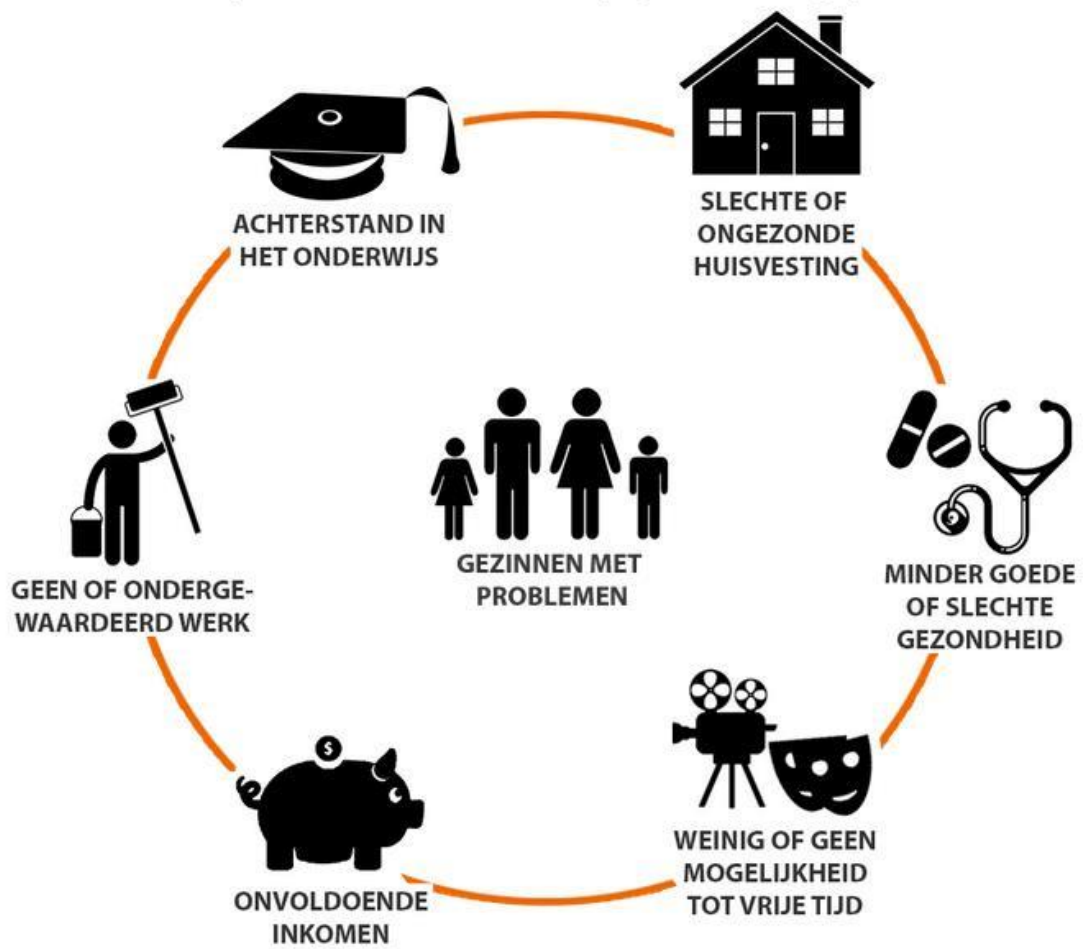 ACHTERSTAND IN
HET ONDERWIJS
SLECHTE OF
ONGEZONDE
HUISVESTING
GEEN OF ONDERGE-
WAARDEERD WERK
GEZINNEN MET
PROBLEMEN
MINDER GOEDE
OF SLECHTE
GEZONDHEID
$
ONVOLDOENDE
INKOMEN
WEINIG OF GEEN
MOGELIJKHEID
TOT VRIJE TIJD